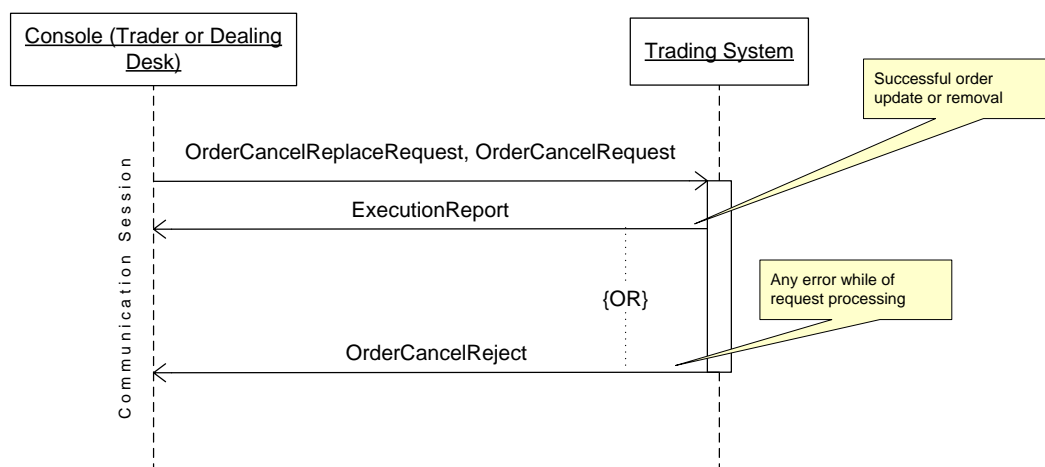 Console (Trader or Dealing
Desk)
Trading System
Successful order
update or removal
OrderCancelReplaceRequest, OrderCancelRequest
ExecutionReport
Any error while of
request processing
{OR}
OrderCancelReject
Communication Session